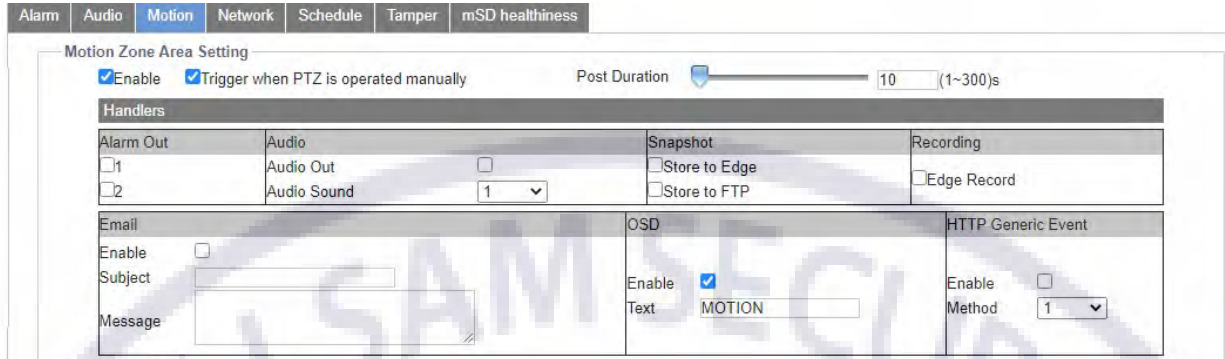 Alarm Audio Motion Network Schedule Tamper mSD healthiness
Motion Zone Area Setting
Enable Trigger when PTZ is operated manually Post Duration 10 (1~300)s
Handlers
Alarm Out Audio Snapshot Recording
1 Audio Out Store to Edge
Edge Record
2 Audio Sound 1 Store to FTP
Email OSD HTTP Generic Event
Enable
Subject
Enable Enable
Text MOTION Method 1
Message
SAM SECU